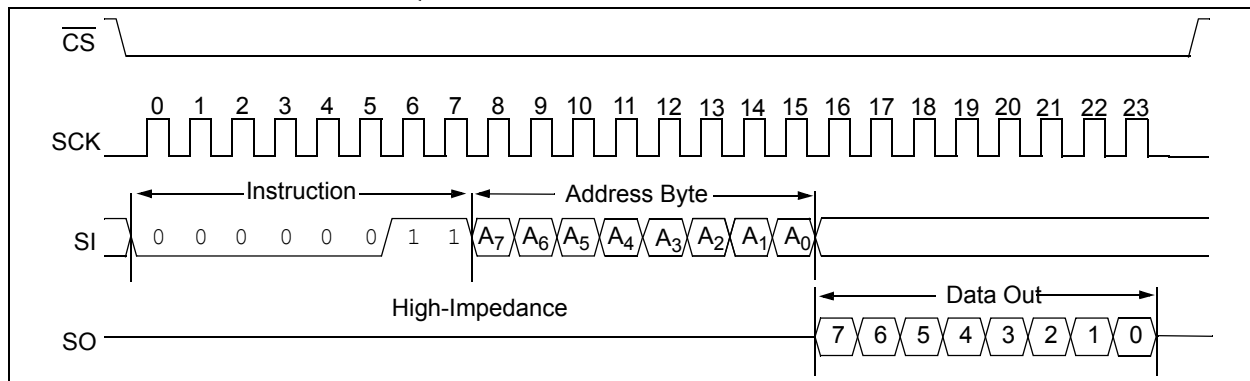 CS
0 1 2 3 4 5 6 7 8 9 10 11 12 13 14 15 16 17 18 19 20 21 22 23
SCK
Instruction Address Byte
SI 0 0 0 0 0 0 1 1 A7 A6 A5 A4 A3 A2 A1 A0
Data Out
High-Impedance
SO 7 6 5 4 3 2 1 0